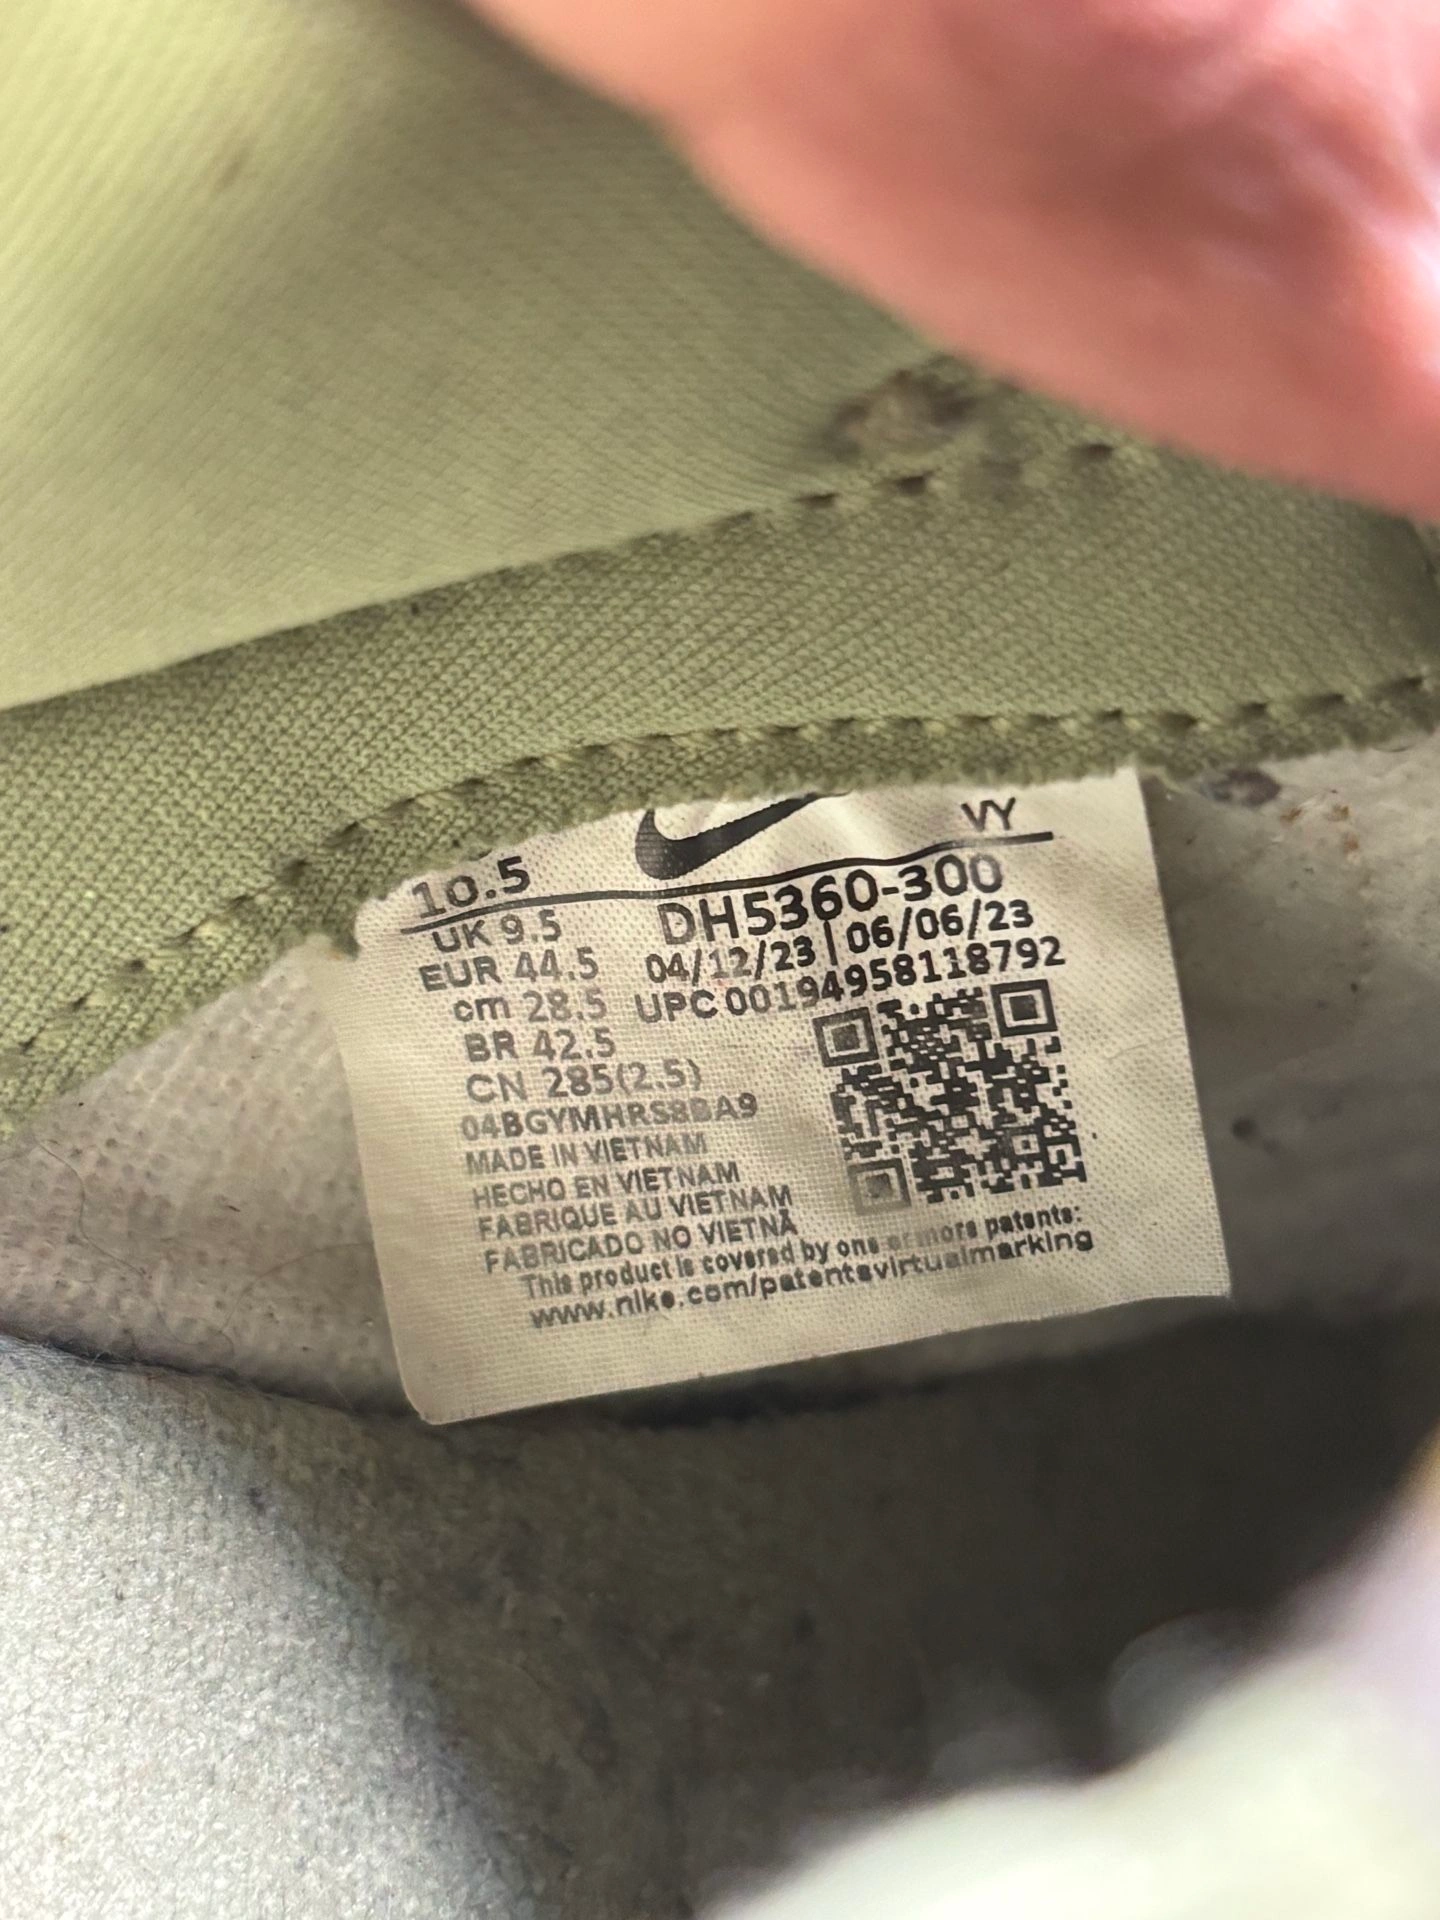 VY
10.5
UK 9.5
EUR 44.5
cm 28.5
BR 42.5
CN 285(2.5)
DH5360-300
04/12/23 | 06/06/23
UPC 00194958118792
04BGYMHRS8BA9
MADE IN VIETNAM
HECHO EN VIETNAM
FABRIQUE AU VIETNAM
FABRICADO NO VIETNÃ
This product is covered by one or more patents:
www.nike.com/patentsvirtualmarking